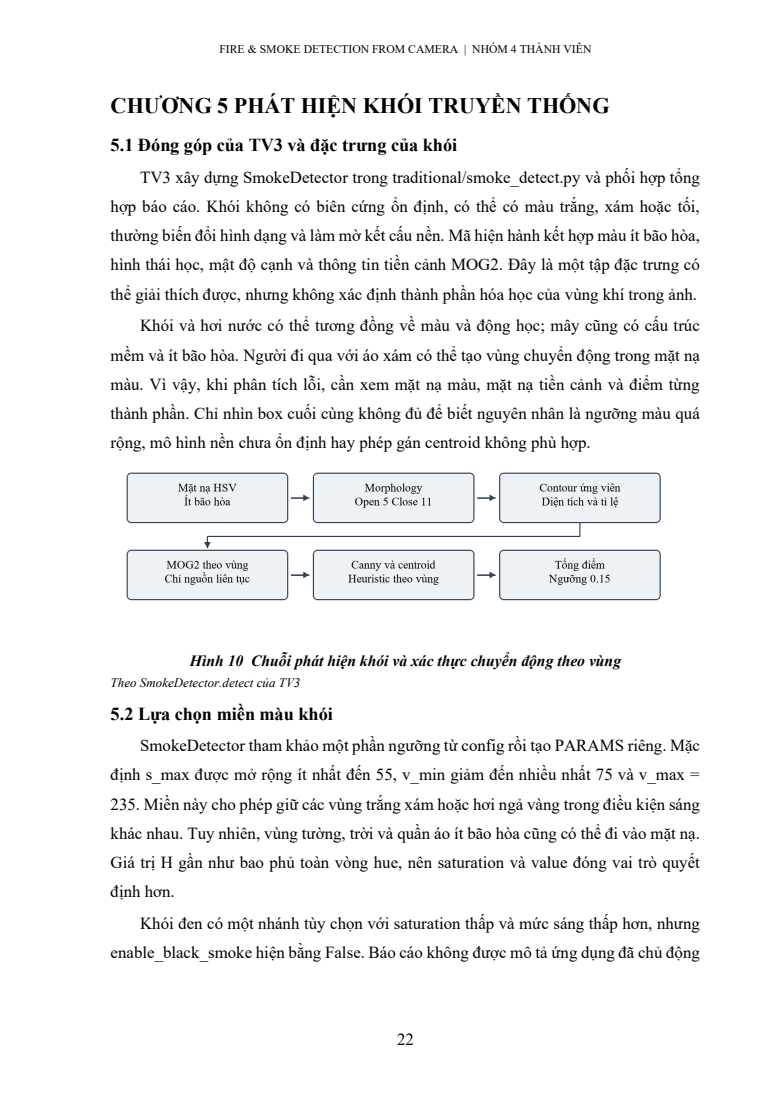 FIRE & SMOKE DETECTION FROM CAMERA | NHÓM 4 THÀNH VIÊN
CHƯƠNG 5 PHÁT HIỆN KHÓI TRUYỀN THỐNG
5.1 Đóng góp của TV3 và đặc trưng của khói
TV3 xây dựng SmokeDetector trong traditional/smoke_detect.py và phối hợp tổng
hợp báo cáo. Khói không có biên cứng ổn định, có thể có màu trắng, xám hoặc tối,
thường biến đổi hình dạng và làm mờ kết cấu nền. Mã hiện hành kết hợp màu ít bão hòa,
hình thái học, mật độ cạnh và thông tin tiền cảnh MOG2. Đây là một tập đặc trưng có
thể giải thích được, nhưng không xác định thành phần hóa học của vùng khí trong ảnh.
Khói và hơi nước có thể tương đồng về màu và động học; mây cũng có cấu trúc
mềm và ít bão hòa. Người đi qua với áo xám có thể tạo vùng chuyển động trong mặt nạ
màu. Vì vậy, khi phân tích lỗi, cần xem mặt nạ màu, mặt nạ tiền cảnh và điểm từng
thành phần. Chỉ nhìn box cuối cùng không đủ để biết nguyên nhân là ngưỡng màu quá
rộng, mô hình nền chưa ổn định hay phép gán centroid không phù hợp.
Mặt nạ HSV
Ít bão hòa
Morphology
Open 5 Close 11
Contour ứng viên
Diện tích và tỉ lệ
MOG2 theo vùng
Chỉ nguồn liên tục
Canny và centroid
Heuristic theo vùng
Tổng điểm
Ngưỡng 0.15
Hình 10 Chuỗi phát hiện khói và xác thực chuyển động theo vùng
Theo SmokeDetector.detect của TV3
5.2 Lựa chọn miền màu khói
SmokeDetector tham khảo một phần ngưỡng từ config rồi tạo PARAMS riêng. Mặc
định s_max được mở rộng ít nhất đến 55, v_min giảm đến nhiều nhất 75 và v_max =
235. Miền này cho phép giữ các vùng trắng xám hoặc hơi ngả vàng trong điều kiện sáng
khác nhau. Tuy nhiên, vùng tường, trời và quần áo ít bão hòa cũng có thể đi vào mặt nạ.
Giá trị H gần như bao phủ toàn vòng hue, nên saturation và value đóng vai trò quyết
định hơn.
Khói đen có một nhánh tùy chọn với saturation thấp và mức sáng thấp hơn, nhưng
enable_black_smoke hiện bằng False. Báo cáo không được mô tả ứng dụng đã chủ động
22